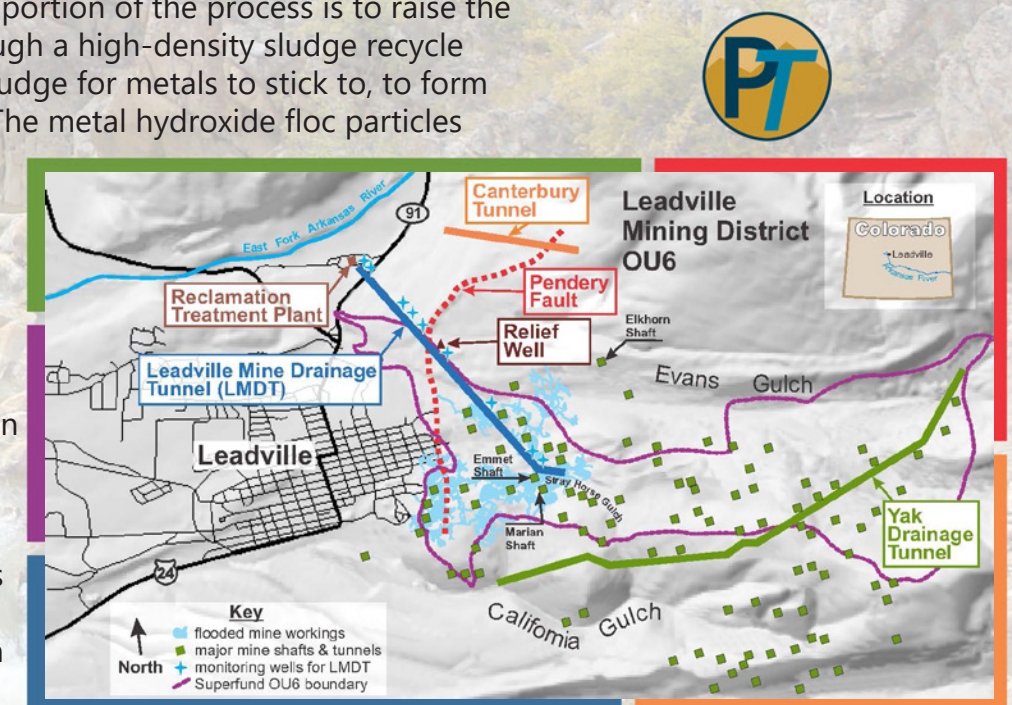 portion of the process is to raise the
ugh a high-density sludge recycle
udge for metals to stick to, to form
The metal hydroxide floc particles
PT
n
s
n
Canterbury
Tunnel
Leadville
Mining District
OU6
Location
Colorado
Leadville
Arkansas River
91
East Fork Arkansas River
Pendery
Fault
Reclamation
Treatment Plant
Relief
Well
Elkhorn
Shaft
Leadville Mine Drainage
Tunnel (LMDT)
Evans Gulch
Leadville
Emmet
Shaft
Stray Horse Gulch
Marian
Shaft
Yak
Drainage
Tunnel
24
California Gulch
Key
North
flooded mine workings
major mine shafts & tunnels
monitoring wells for LMDT
Superfund OU6 boundary